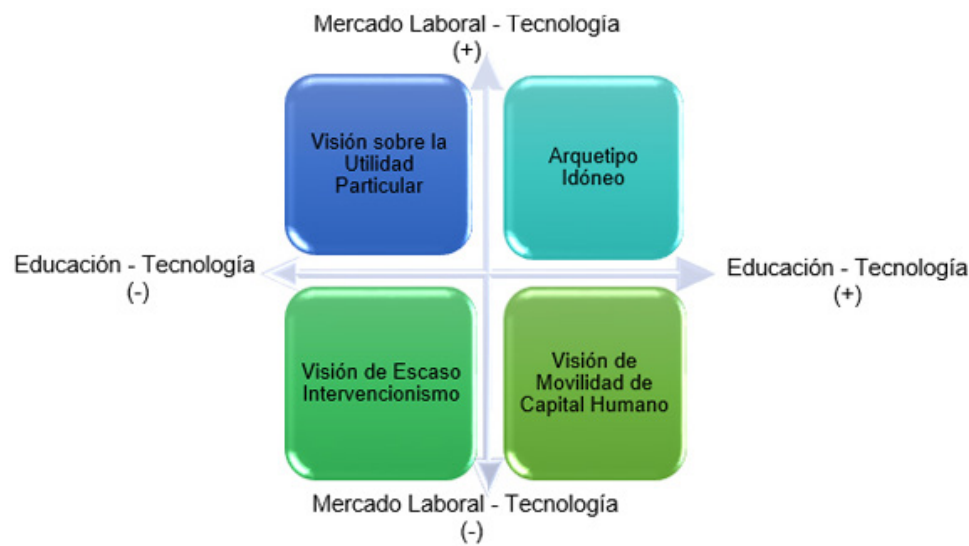 Mercado Laboral - Tecnología
(+)
Visión sobre la
Utilidad
Particular
Arquetipo
Idóneo
Educación - Tecnología
(-)
Educación - Tecnología
(+)
Visión de Escaso
Intervencionismo
Visión de
Movilidad de
Capital Humano
Mercado Laboral - Tecnología
(-)